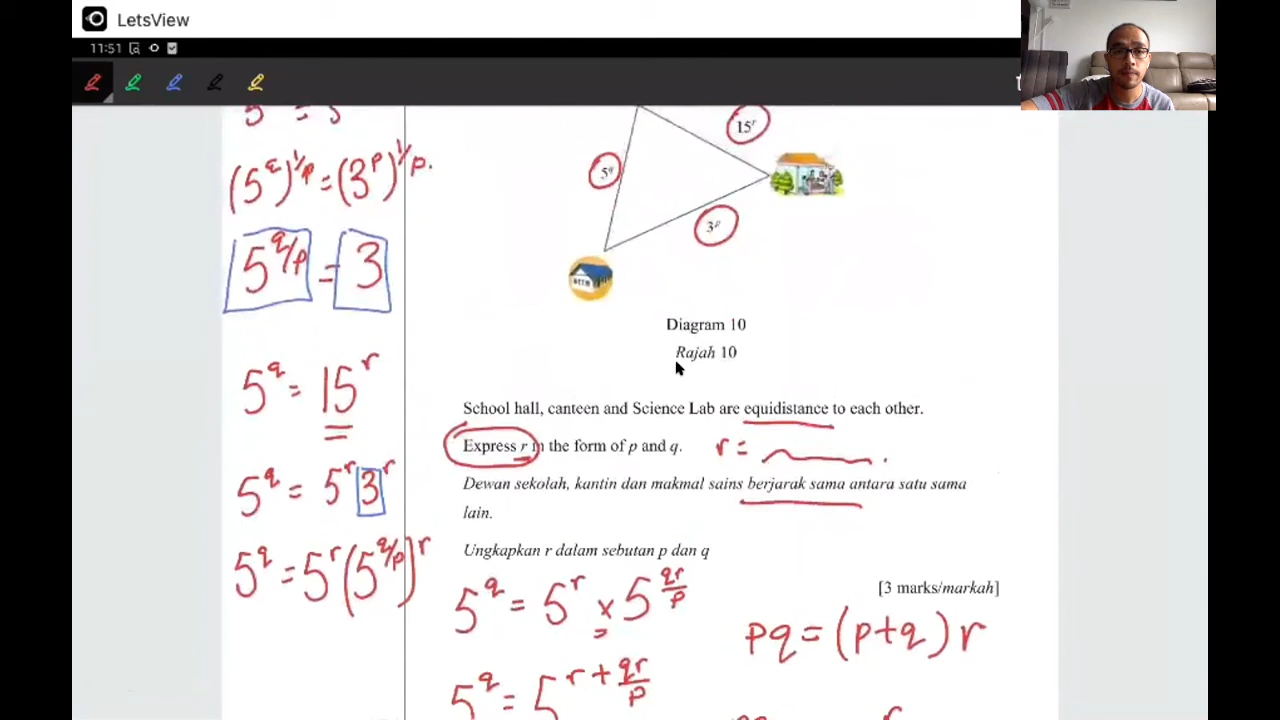 LetsView
11:51
(5^q)^1/p = (3^p)^1/p.
5^q/p = 3
5^q = 15^r
5^q = 5^r 3^r
5^q = 5^r (5^q/p)^r
15^r
5^q
3^p
Diagram 10
Rajah 10
School hall, canteen and Science Lab are equidistance to each other.
Express r in the form of p and q. r = .
Dewan sekolah, kantin dan makmal sains berjarak sama antara satu sama
lain.
Ungkapkan r dalam sebutan p dan q
[3 marks/markah]
5^q = 5^r × 5^qr/p
5^q = 5^r + qr/p
pq = (p+q) r